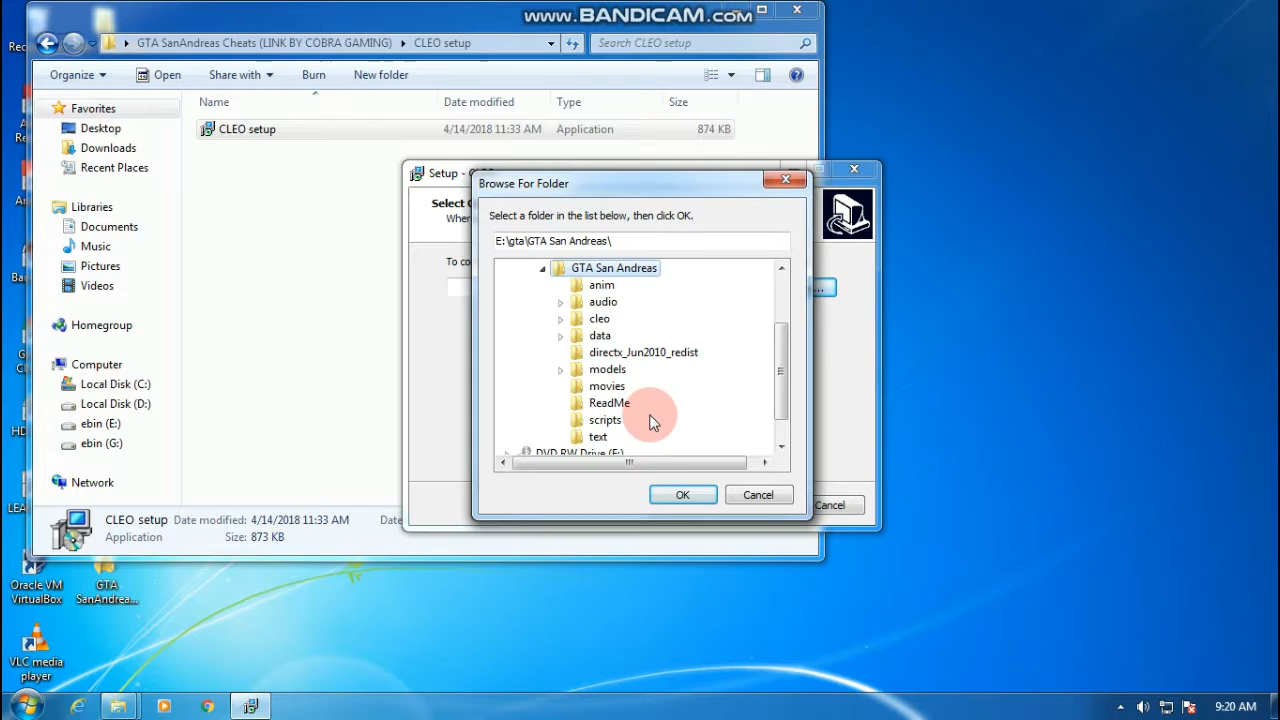 www.BANDICAM.com
GTA SanAndreas Cheats (LINK BY COBRA GAMING) CLEO setup
Search CLEO setup
Organize Open Share with Burn New folder
Name Date modified Type Size
CLEO setup 4/14/2018 11:33 AM Application 874 KB
Favorites
Desktop
Downloads
Recent Places
Libraries
Documents
Music
Pictures
Videos
Homegroup
Computer
Local Disk (C:)
Local Disk (D:)
ebin (E:)
ebin (G:)
Network
Setup -
Browse For Folder
Select a folder in the list below, then click OK.
E:\gta\GTA San Andreas\
GTA San Andreas
anim
audio
cleo
data
directx_Jun2010_redist
models
movies
ReadMe
scripts
text
DVD RW Drive (F:)
OK Cancel
Cancel
CLEO setup Date modified: 4/14/2018 11:33 AM
Application Size: 873 KB
Oracle VM
VirtualBox
GTA
SanAndrea...
VLC media
player
9:20 AM